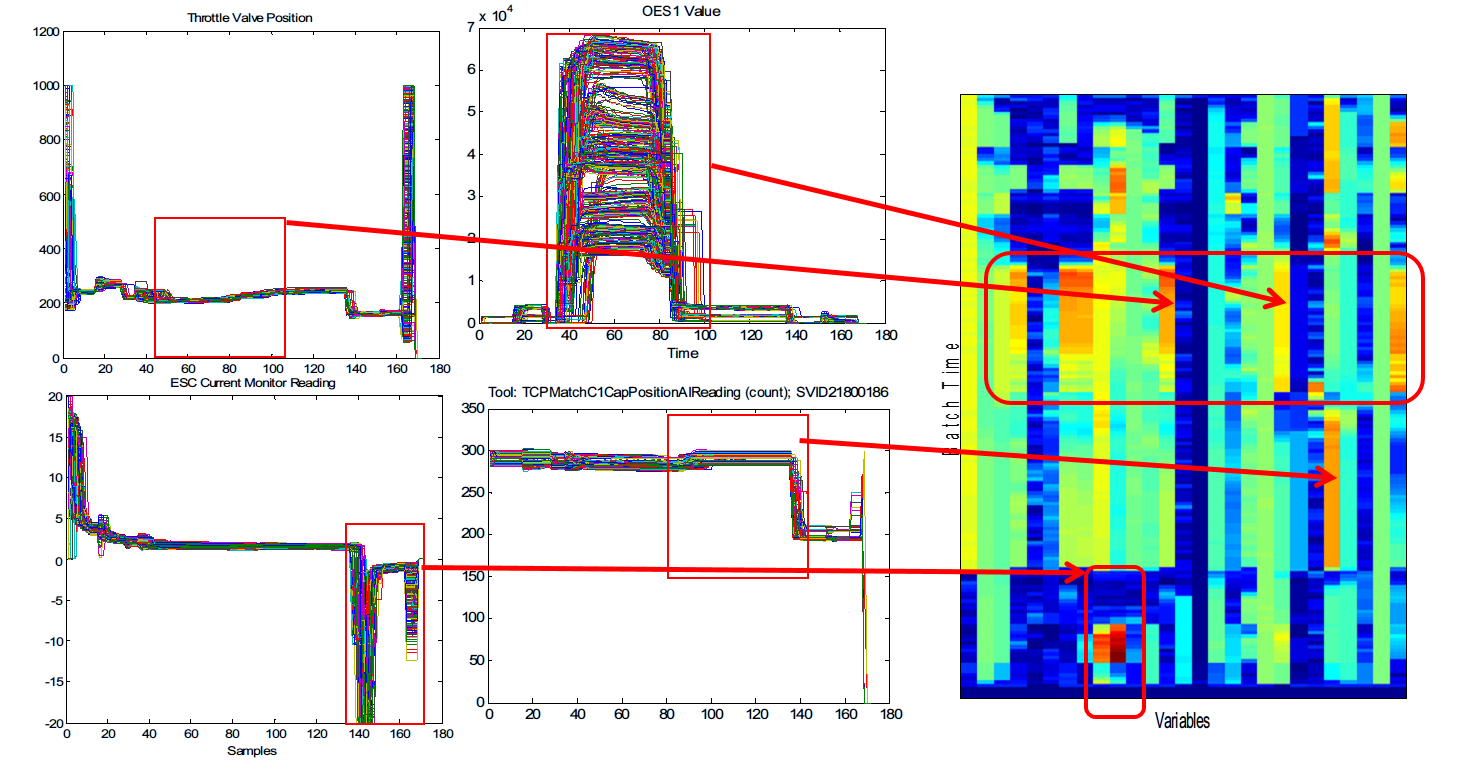 Throttle Valve Position
1200
1000
800
600
400
200
0
0 20 40 60 80 100 120 140 160 180
OES1 Value
7 x 10^4
6
5
4
3
2
1
0
0 20 40 60 80 100 120 140 160 180
Time
ESC Current Monitor Reading
20
15
10
5
0
-5
-10
-15
-20
0 20 40 60 80 100 120 140 160 180
Samples
Tool: TCPMatchC1CapPositionAIReading (count); SVID21800186
350
300
250
200
150
100
50
0
0 20 40 60 80 100 120 140 160 180
Batch Time
Variables